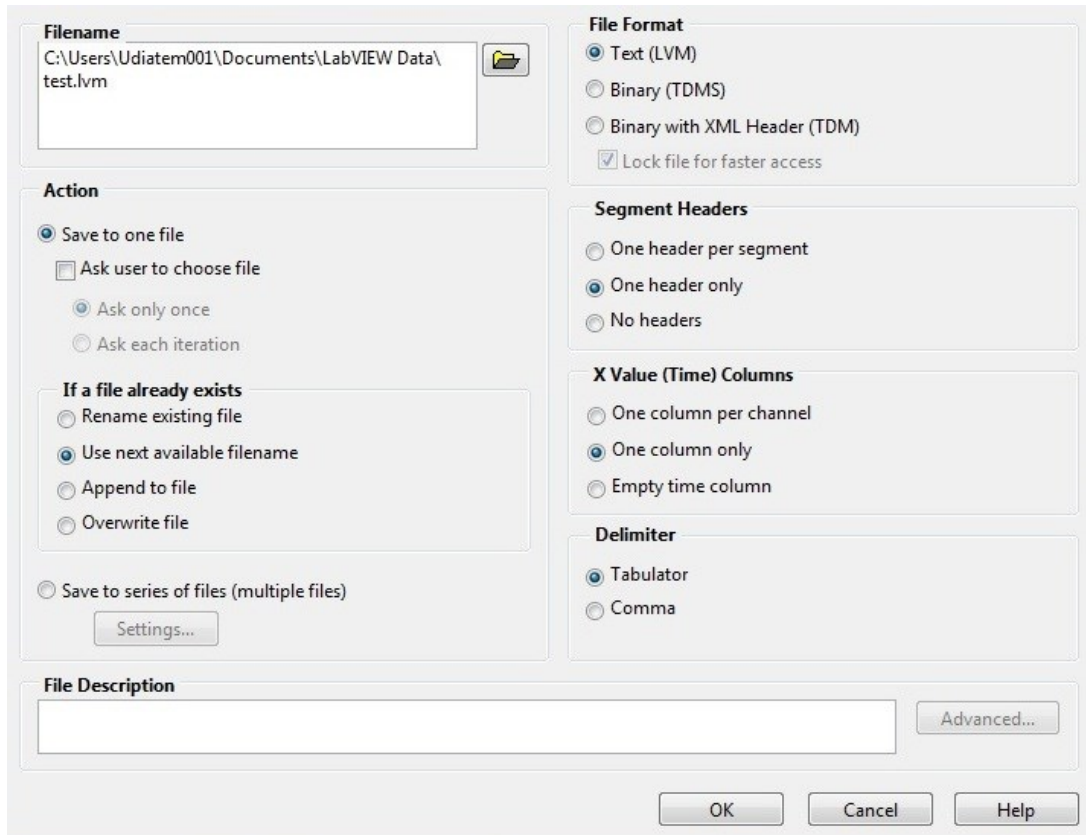 Filename
C:\Users\Udiatem001\Documents\LabVIEW Data\
test.lvm
Action
Save to one file
Ask user to choose file
Ask only once
Ask each iteration
If a file already exists
Rename existing file
Use next available filename
Append to file
Overwrite file
Save to series of files (multiple files)
Settings...
File Format
Text (LVM)
Binary (TDMS)
Binary with XML Header (TDM)
Lock file for faster access
Segment Headers
One header per segment
One header only
No headers
X Value (Time) Columns
One column per channel
One column only
Empty time column
Delimiter
Tabulator
Comma
File Description
Advanced...
OK
Cancel
Help